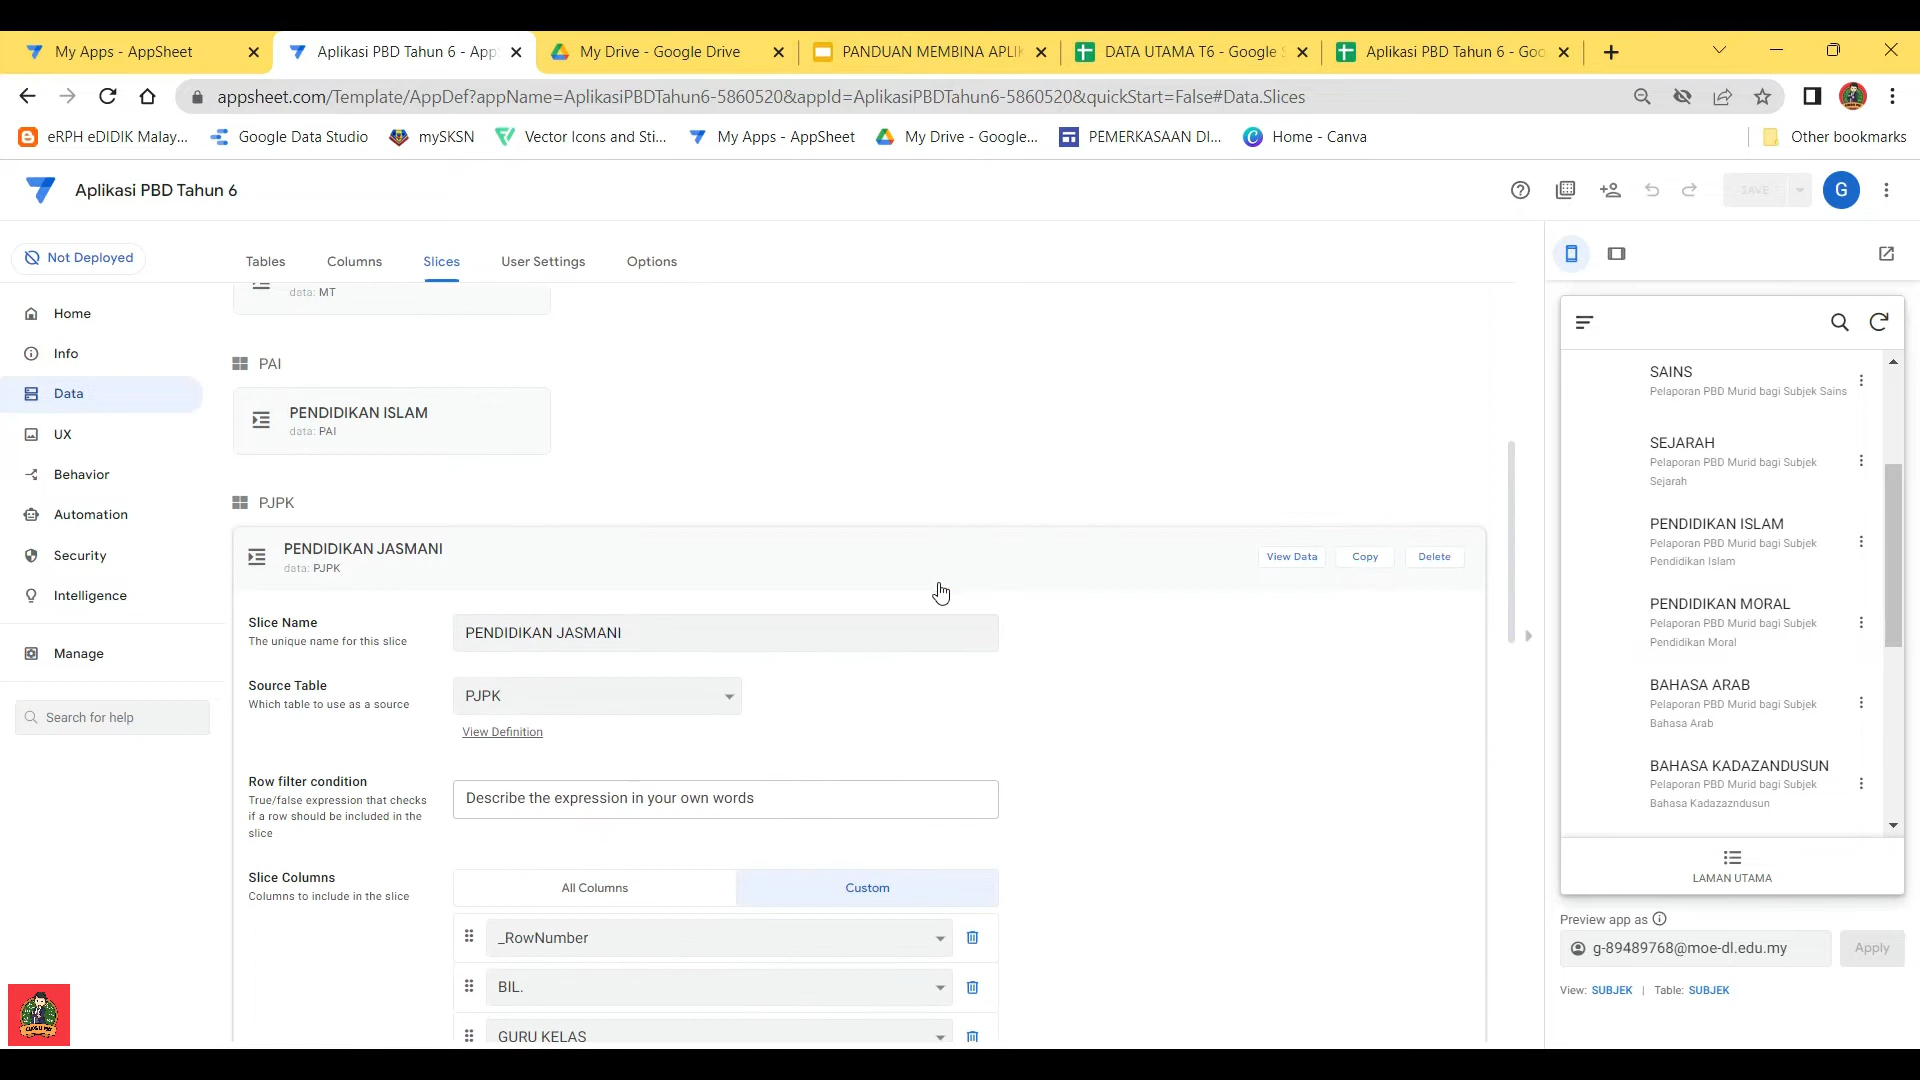 My Apps - AppSheet
Aplikasi PBD Tahun 6 - App
My Drive - Google Drive
PANDUAN MEMBINA APLIK
DATA UTAMA T6 - Google S
Aplikasi PBD Tahun 6 - Goo
appsheet.com/Template/AppDef?appName=AplikasiPBDTahun6-5860520&appId=AplikasiPBDTahun6-5860520&quickStart=False#Data.Slices
eRPH eDIDIK Malay...
Google Data Studio
mySKSN
Vector Icons and Sti...
My Apps - AppSheet
My Drive - Google...
PEMERKASAAN DI...
Home - Canva
Other bookmarks
Aplikasi PBD Tahun 6
SAVE
G
Not Deployed
Tables
Columns
Slices
User Settings
Options
Home
Info
Data
UX
Behavior
Automation
Security
Intelligence
Manage
Search for help
data: MT
PAI
PENDIDIKAN ISLAM
data: PAI
PJPK
PENDIDIKAN JASMANI
data: PJPK
View Data
Copy
Delete
Slice Name
The unique name for this slice
PENDIDIKAN JASMANI
Source Table
Which table to use as a source
PJPK
View Definition
Row filter condition
True/false expression that checks
if a row should be included in the
slice
Describe the expression in your own words
Slice Columns
Columns to include in the slice
All Columns
Custom
_RowNumber
BIL.
GURU KELAS
SAINS
Pelaporan PBD Murid bagi Subjek Sains
SEJARAH
Pelaporan PBD Murid bagi Subjek
Sejarah
PENDIDIKAN ISLAM
Pelaporan PBD Murid bagi Subjek
Pendidikan Islam
PENDIDIKAN MORAL
Pelaporan PBD Murid bagi Subjek
Pendidikan Moral
BAHASA ARAB
Pelaporan PBD Murid bagi Subjek
Bahasa Arab
BAHASA KADAZANDUSUN
Pelaporan PBD Murid bagi Subjek
Bahasa Kadazazndusun
LAMAN UTAMA
Preview app as
g-89489768@moe-dl.edu.my
Apply
View: SUBJEK | Table: SUBJEK